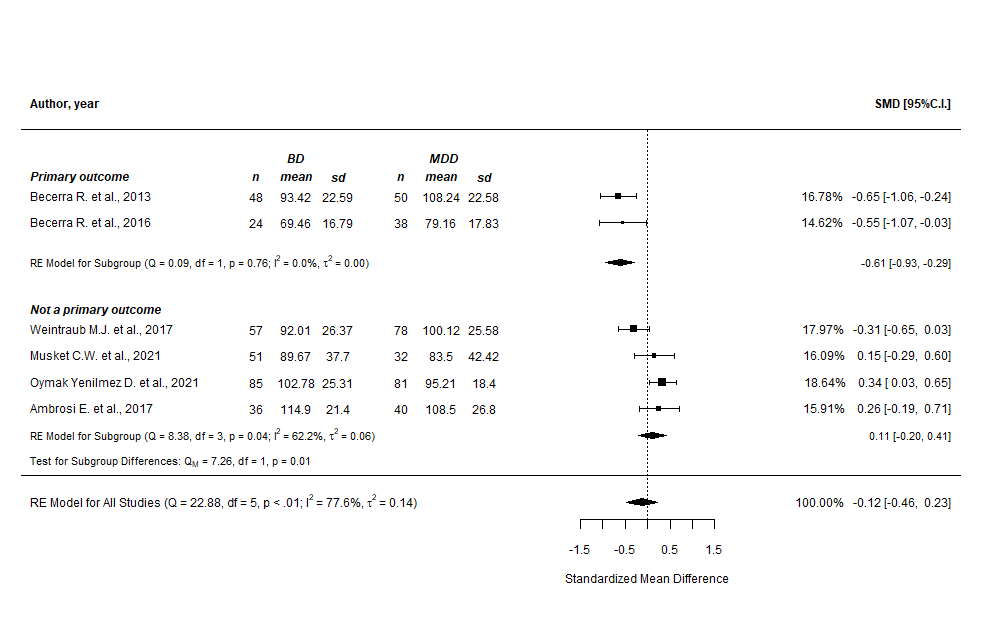 Author, year SMD [95%C.I.]
BD MDD
Primary outcome n mean sd n mean sd
Becerra R. et al., 2013 48 93.42 22.59 50 108.24 22.58 16.78% -0.65 [-1.06, -0.24]
Becerra R. et al., 2016 24 69.46 16.79 38 79.16 17.83 14.62% -0.55 [-1.07, -0.03]
RE Model for Subgroup (Q = 0.09, df = 1, p = 0.76; I² = 0.0%, τ² = 0.00) -0.61 [-0.93, -0.29]
Not a primary outcome
Weintraub M.J. et al., 2017 57 92.01 26.37 78 100.12 25.58 17.97% -0.31 [-0.65, 0.03]
Musket C.W. et al., 2021 51 89.67 37.7 32 83.5 42.42 16.09% 0.15 [-0.29, 0.60]
Oymak Yenilmez D. et al., 2021 85 102.78 25.31 81 95.21 18.4 18.64% 0.34 [ 0.03, 0.65]
Ambrosi E. et al., 2017 36 114.9 21.4 40 108.5 26.8 15.91% 0.26 [-0.19, 0.71]
RE Model for Subgroup (Q = 8.38, df = 3, p = 0.04; I² = 62.2%, τ² = 0.06) 0.11 [-0.20, 0.41]
Test for Subgroup Differences: Q_M = 7.26, df = 1, p = 0.01
RE Model for All Studies (Q = 22.88, df = 5, p < .01; I² = 77.6%, τ² = 0.14) 100.00% -0.12 [-0.46, 0.23]
-1.5 -0.5 0.5 1.5
Standardized Mean Difference